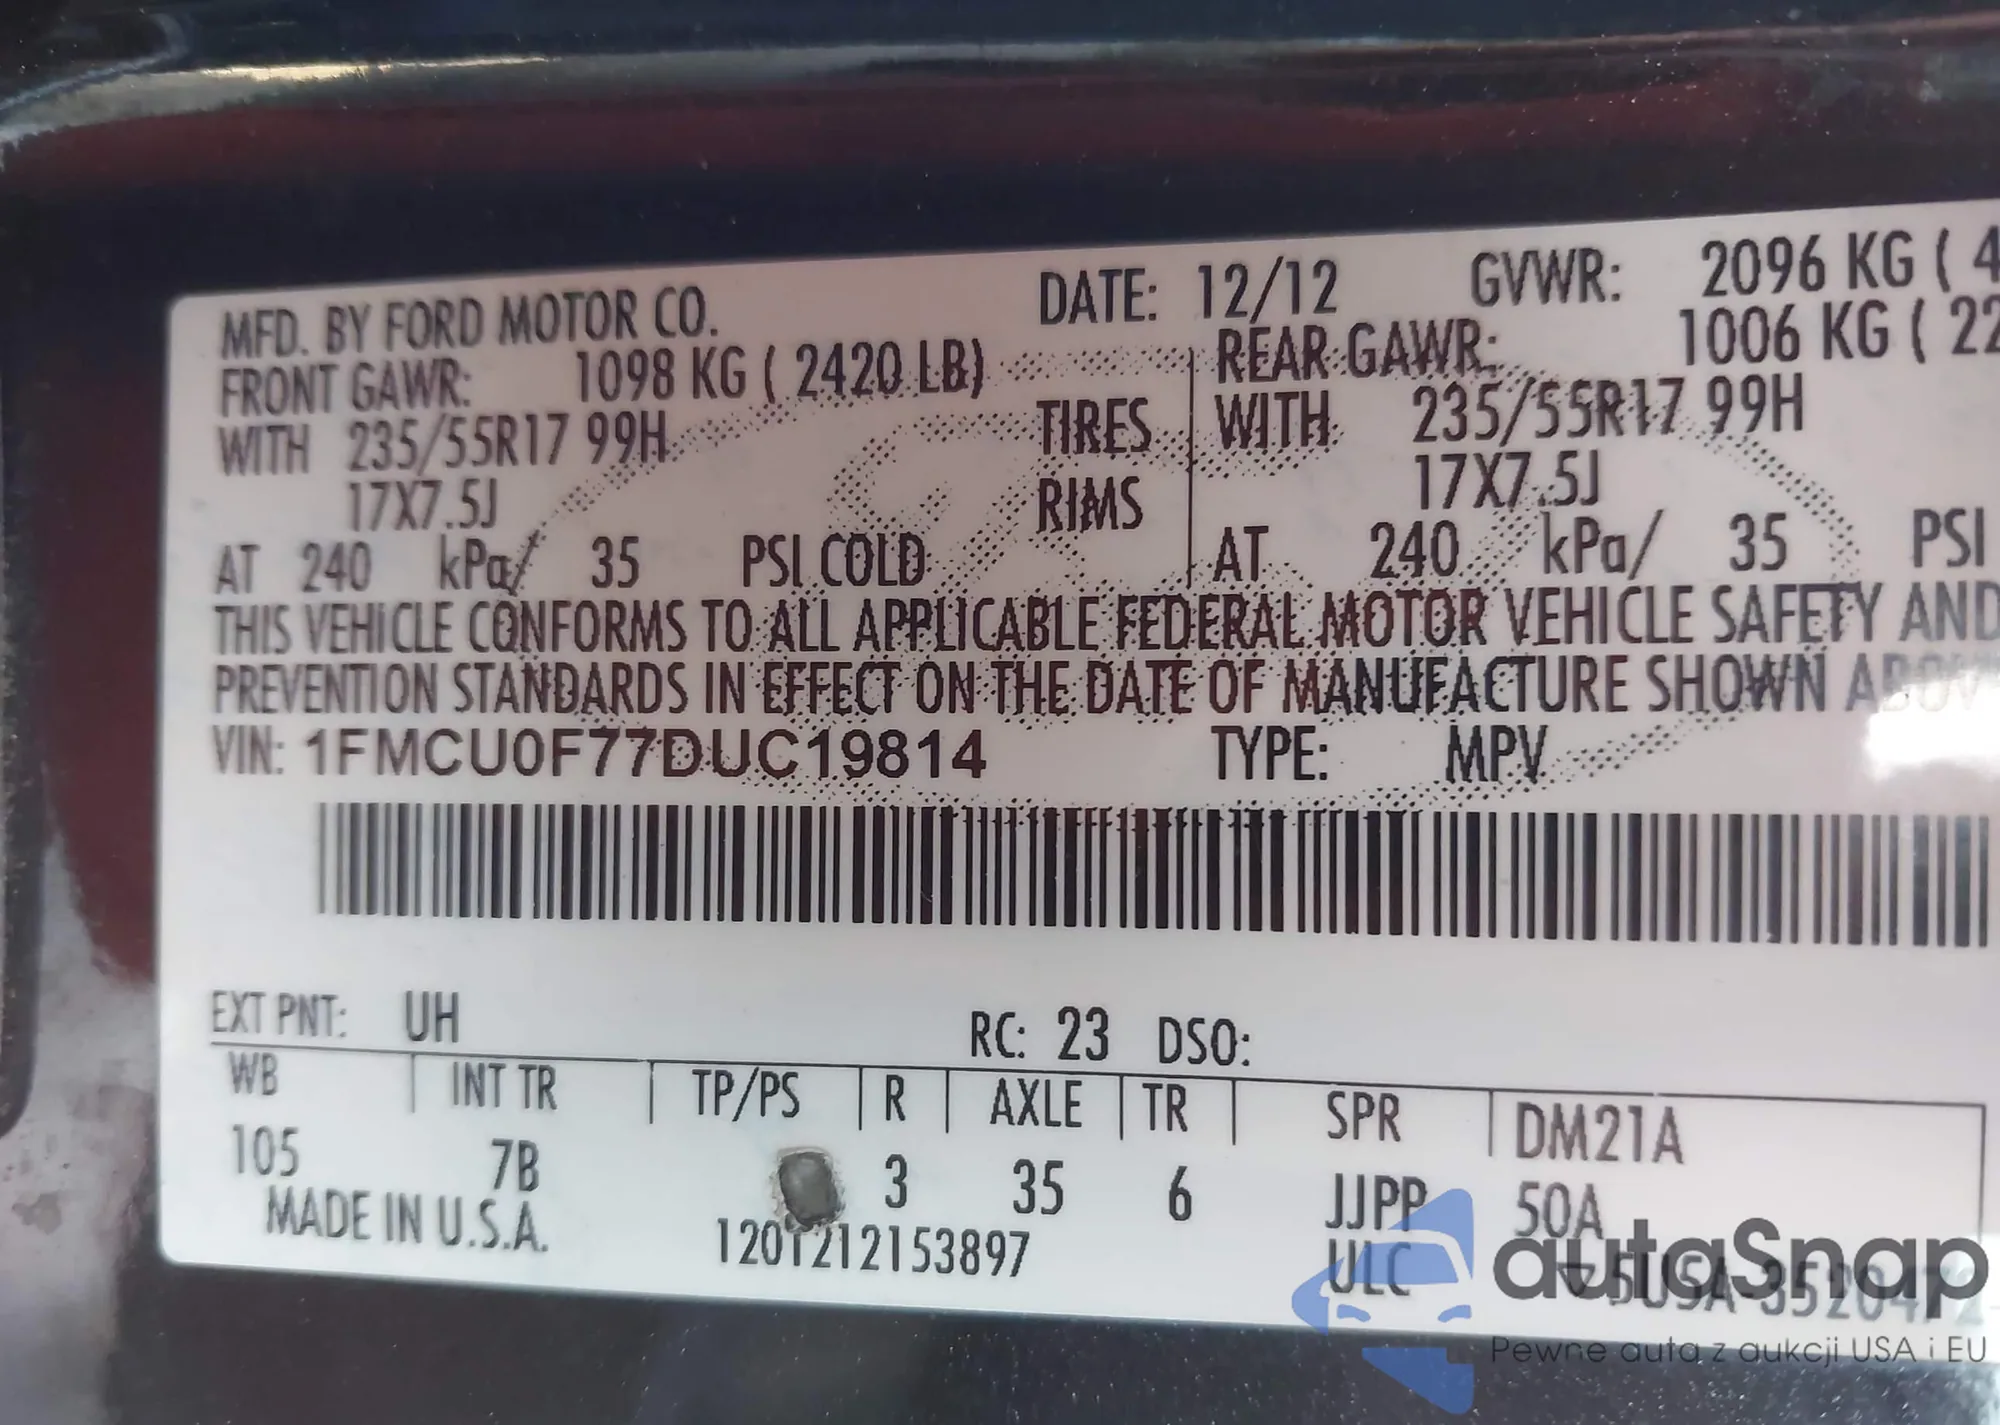 MFD. BY FORD MOTOR CO. DATE: 12/12 GVWR: 2096 KG ( 4
FRONT GAWR: 1098 KG ( 2420 LB) REAR GAWR: 1006 KG ( 22
WITH 235/55R17 99H TIRES WITH 235/55R17 99H
17X7.5J RIMS 17X7.5J
AT 240 kPa/ 35 PSI COLD AT 240 kPa/ 35 PSI
THIS VEHICLE CONFORMS TO ALL APPLICABLE FEDERAL MOTOR VEHICLE SAFETY AND
PREVENTION STANDARDS IN EFFECT ON THE DATE OF MANUFACTURE SHOWN ABOV
VIN: 1FMCU0F77DUC19814 TYPE: MPV
EXT PNT: UH RC: 23 DSO:
WB INT TR TP/PS R AXLE TR SPR DM21A
105 7B 3 35 6 JJPP 50A
MADE IN U.S.A. 1201212153897 ULC
autaSnap
Pewne auta z aukcji USA i EU